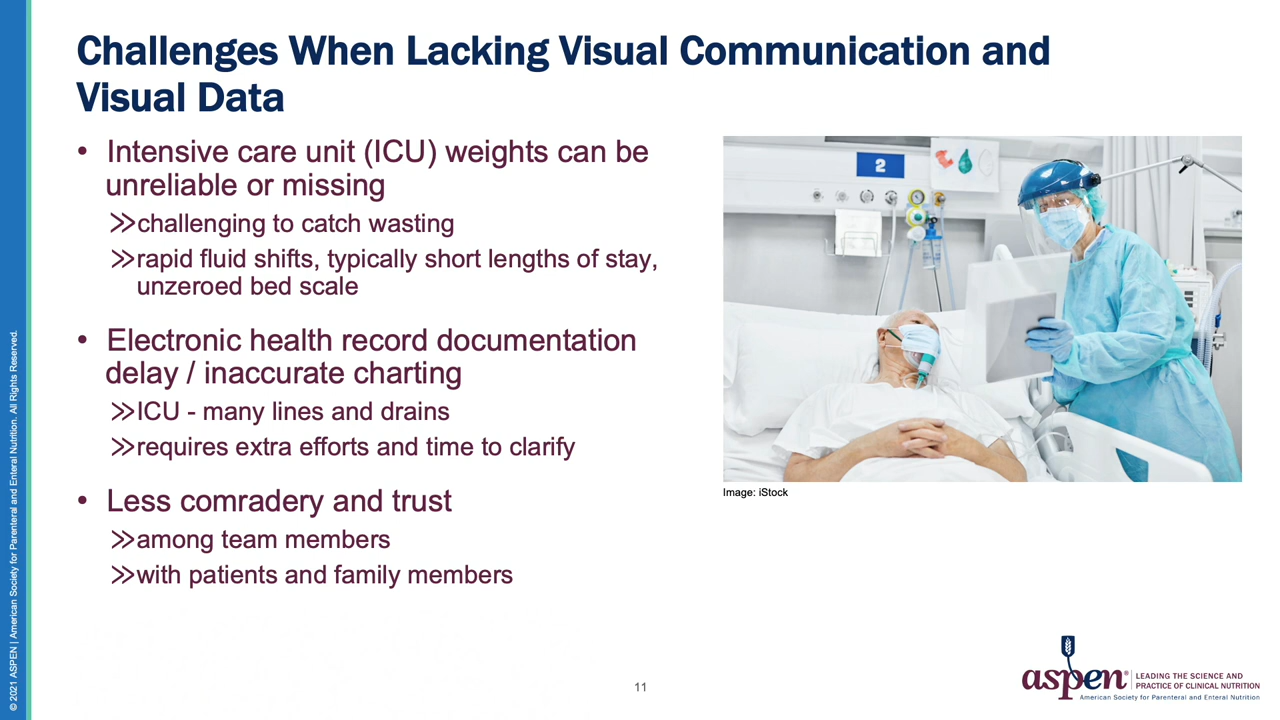 Challenges When Lacking Visual Communication and
Visual Data
• Intensive care unit (ICU) weights can be
unreliable or missing
>>challenging to catch wasting
>>rapid fluid shifts, typically short lengths of stay,
unzeroed bed scale
• Electronic health record documentation
delay / inaccurate charting
>>ICU - many lines and drains
>>requires extra efforts and time to clarify
• Less comradery and trust
>>among team members
>>with patients and family members
2
Image: iStock
© 2021 ASPEN | American Society for Parenteral and Enteral Nutrition. All Rights Reserved.
11
aspen®
LEADING THE SCIENCE AND
PRACTICE OF CLINICAL NUTRITION
American Society for Parenteral and Enteral Nutrition